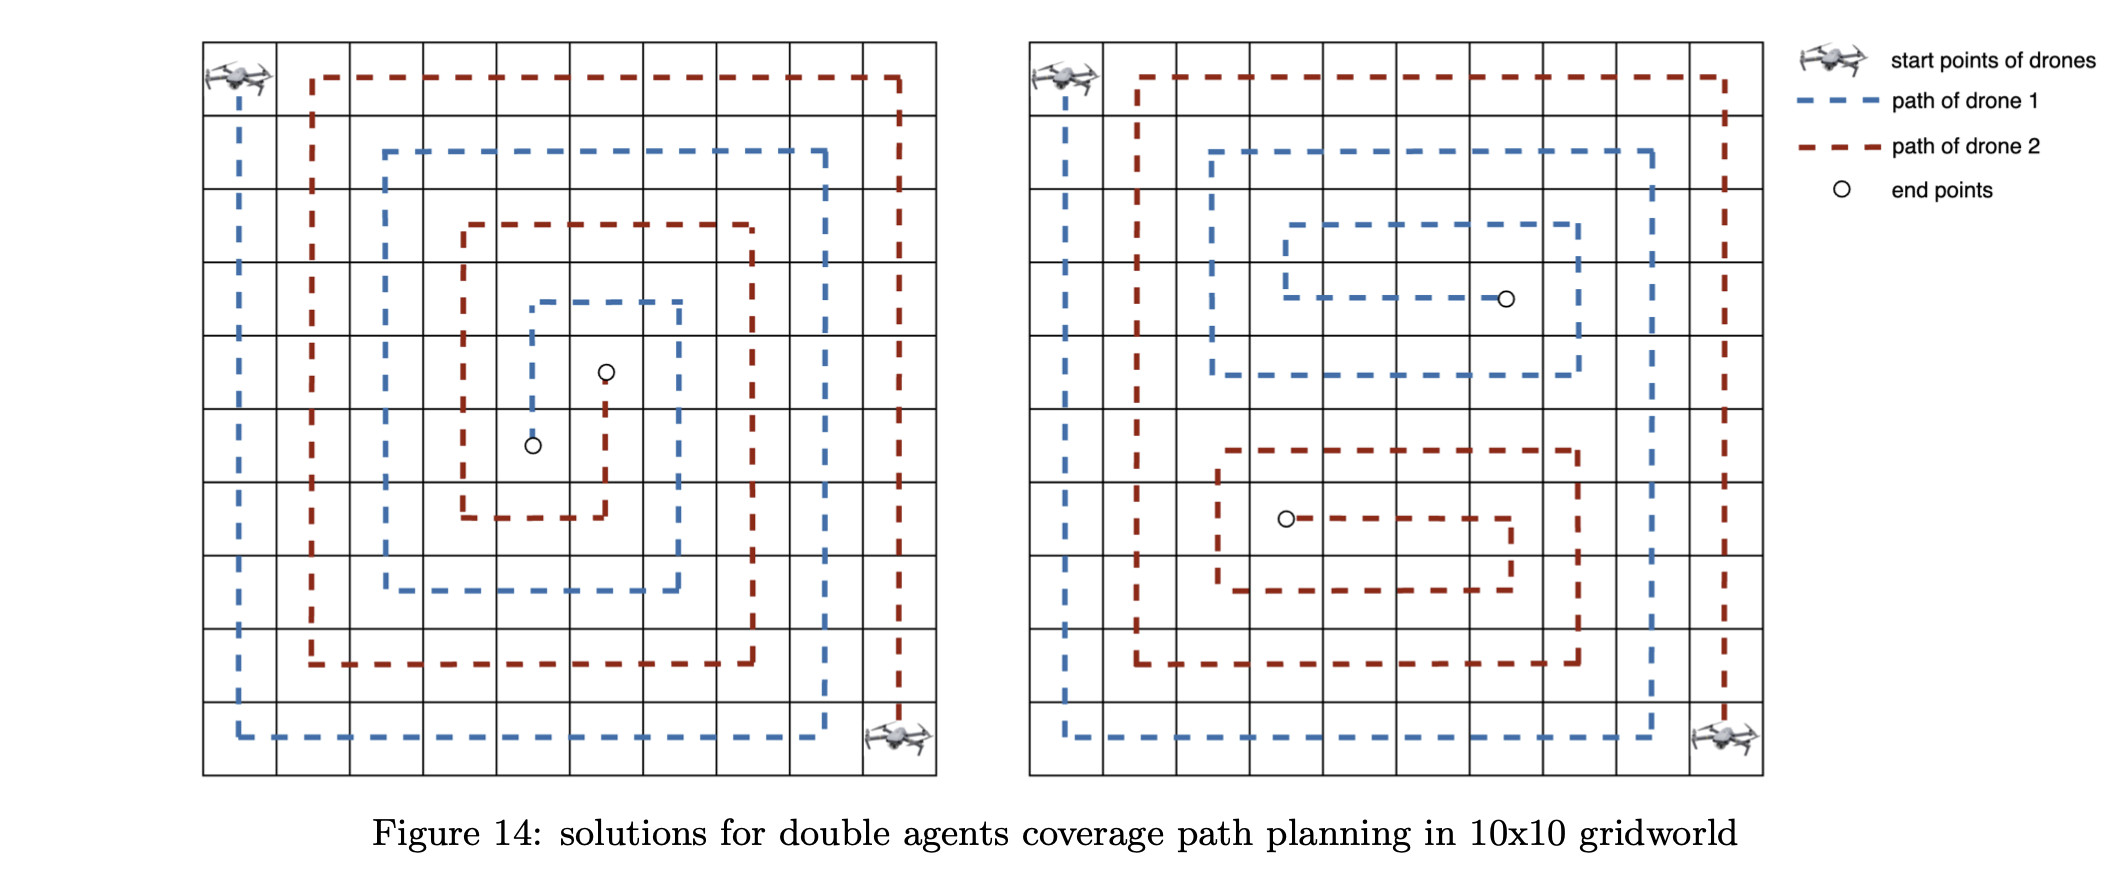 start points of drones
path of drone 1
path of drone 2
end points
Figure 14: solutions for double agents coverage path planning in 10x10 gridworld